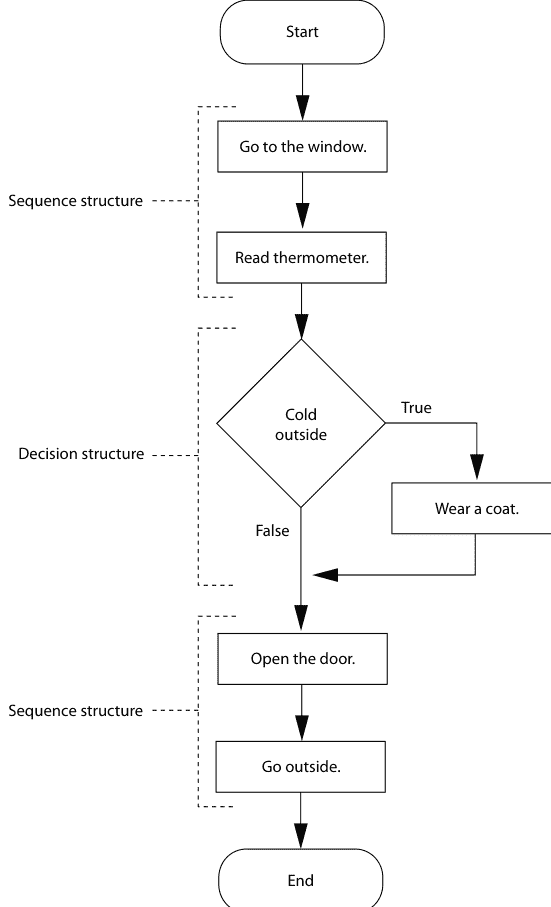 Start
Go to the window.
Sequence structure
Read thermometer.
Cold
outside
True
Decision structure
Wear a coat.
False
Open the door.
Sequence structure
Go outside.
End